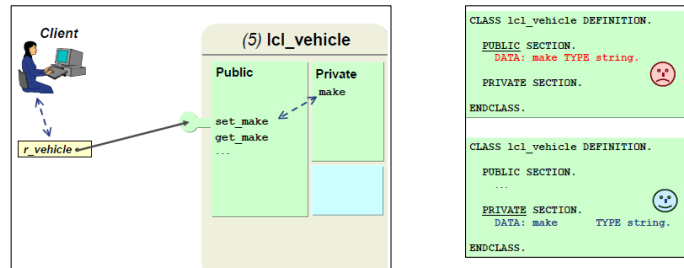 Client
(5) lcl_vehicle
Public
Private
make
set_make
get_make
...
r_vehicle
CLASS lcl_vehicle DEFINITION.
PUBLIC SECTION.
DATA: make TYPE string.
PRIVATE SECTION.
ENDCLASS.
CLASS lcl_vehicle DEFINITION.
PUBLIC SECTION.
...
PRIVATE SECTION.
DATA: make TYPE string.
ENDCLASS.